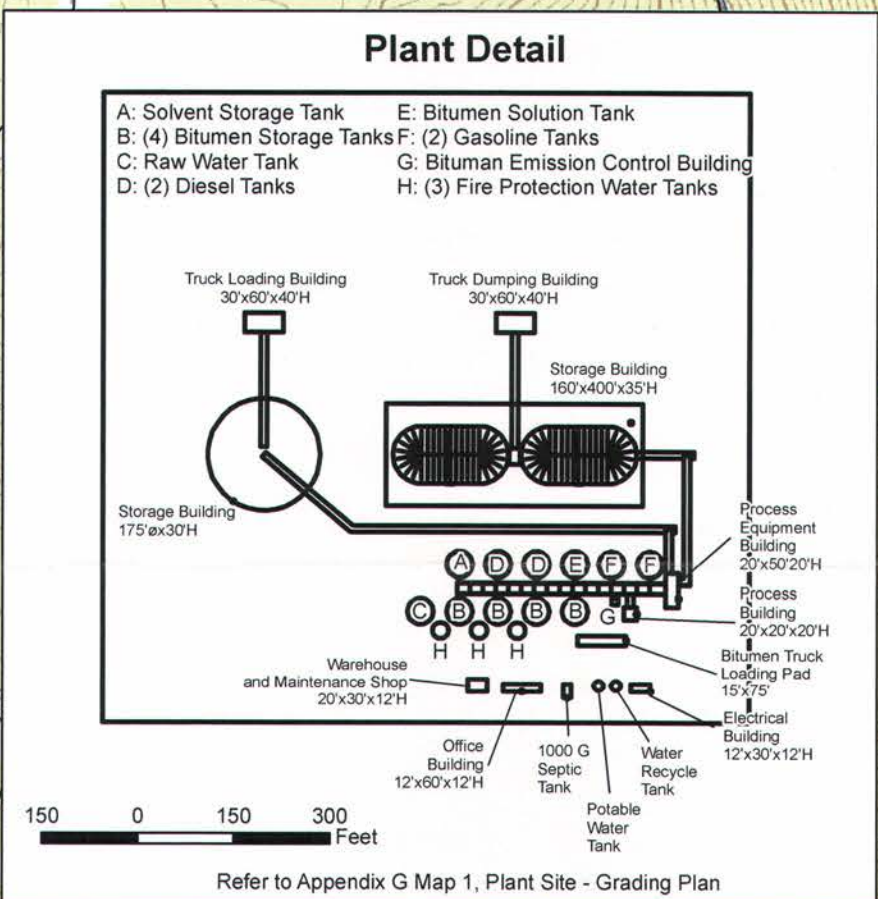 Plant Detail
A: Solvent Storage Tank
B: (4) Bitumen Storage Tanks
C: Raw Water Tank
D: (2) Diesel Tanks
E: Bitumen Solution Tank
F: (2) Gasoline Tanks
G: Bituman Emission Control Building
H: (3) Fire Protection Water Tanks
Truck Loading Building
30'x60'x40'H
Truck Dumping Building
30'x60'x40'H
Storage Building
160'x400'x35'H
Storage Building
175'øx30'H
Process
Equipment
Building
20'x50'20'H
A
D
D
E
F
F
C
B
B
B
B
G
H
H
H
Process
Building
20'x20'x20'H
Bitumen Truck
Loading Pad
15'x75'
Warehouse
and Maintenance Shop
20'x30'x12'H
Office
Building
12'x60'x12'H
1000 G
Septic
Tank
Potable
Water
Tank
Water
Recycle
Tank
Electrical
Building
12'x30'x12'H
150 0 150 300
Feet
Refer to Appendix G Map 1, Plant Site - Grading Plan